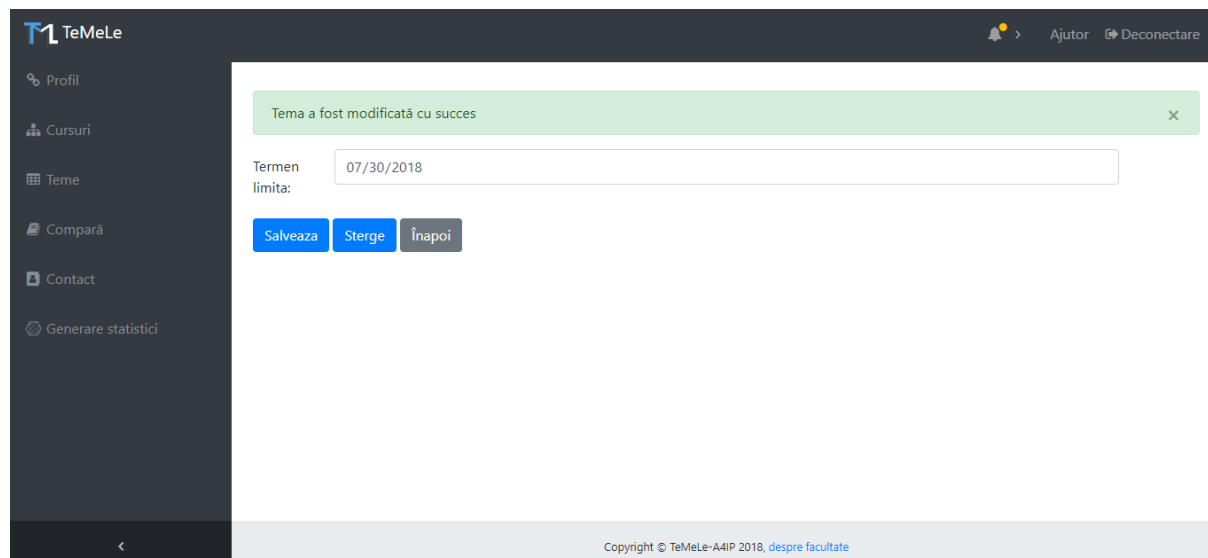 TeMeLe
Ajutor
Deconectare
Profil
Cursuri
Teme
Compară
Contact
Generare statistici
Tema a fost modificată cu succes
×
Termen
limita:
07/30/2018
Salveaza
Sterge
Înapoi
Copyright © TeMeLe-A4IP 2018, despre facultate